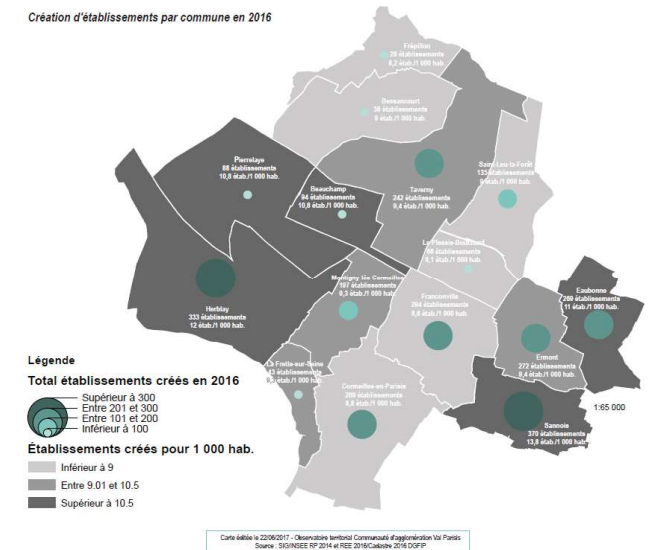 Création d'établissements par commune en 2016
Frépillon
28 établissements
8,2 étab./1 000 hab.
Bessancourt
établissements
étab./1 000 hab.
Pierrelaye
88 établissements
10,8 étab./1 000 hab.
Beauchamp
94 établissements
10,8 étab./1 000 hab.
Taverny
242 établissements
9,4 étab./1 000 hab.
Saint-Leu-la-Forêt
135 établissements
9 étab./1 000 hab.
Le Plessis-Bouchard
établissements
8,1 étab./1 000 hab.
Herblay
333 établissements
12 étab./1 000 hab.
Montigny-lès-Cormeilles
197 établissements
9,3 étab./1 000 hab.
Franconville
294 établissements
8,8 étab./1 000 hab.
Eaubonne
269 établissements
11 étab./1 000 hab.
Ermont
272 établissements
9,4 étab./1 000 hab.
La Frette-sur-Seine
43 établissements
étab./1 000 hab.
Cormeilles-en-Parisis
établissements
8,8 étab./1 000 hab.
Sannois
370 établissements
13,8 étab./1 000 hab.
1:65 000
Légende
Total établissements créés en 2016
Supérieur à 300
Entre 201 et 300
Entre 101 et 200
Inférieur à 100
Établissements créés pour 1 000 hab.
Inférieur à 9
Entre 9.01 et 10.5
Supérieur à 10.5
Carte éditée le 22/06/2017 - Observatoire territorial Communauté d'agglomération Val Parisis
Source : SIG/INSEE RP 2014 et REE 2016/Cadastre 2016 DGFIP